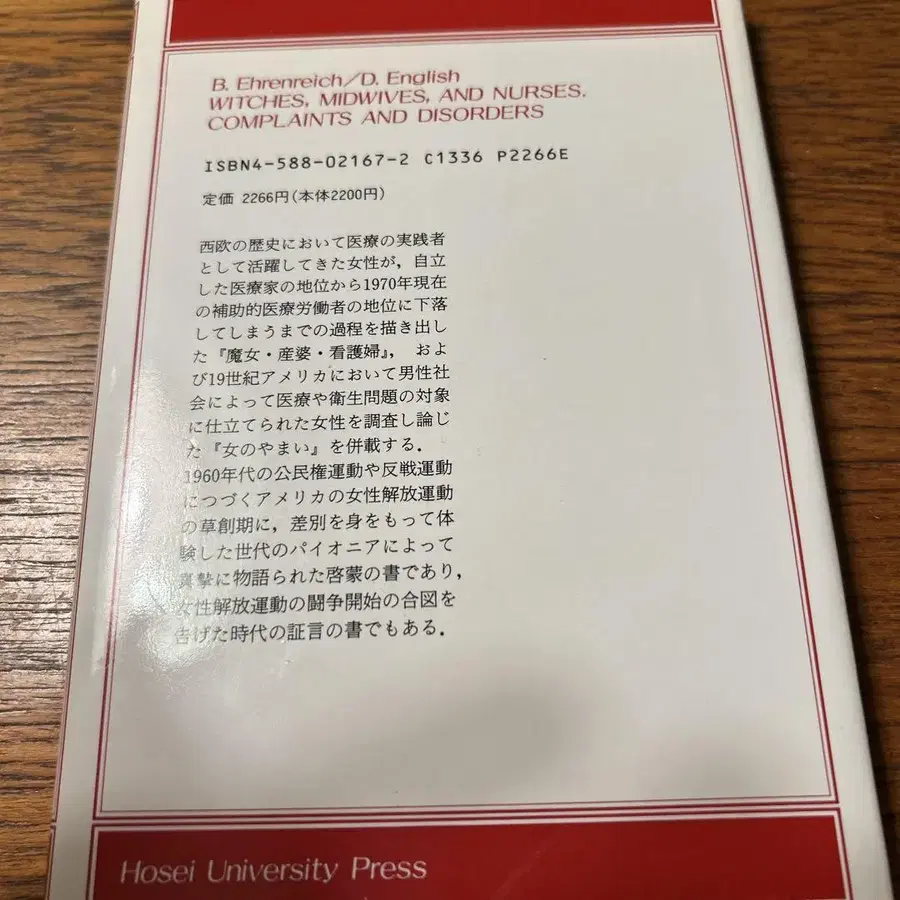 B. Ehrenreich/D. English
WITCHES, MIDWIVES, AND NURSES.
COMPLAINTS AND DISORDERS
ISBN4-588-02167-2 C1336 P2266E
定価 2266円(本体2200円)
西欧の歴史において医療の実践者
として活躍してきた女性が，自立
した医療家の地位から1970年現在
の補助的医療労働者の地位に下落
してしまうまでの過程を描き出し
た『魔女・産婆・看護婦』， およ
び19世紀アメリカにおいて男性社
会によって医療や衛生問題の対象
に仕立てられた女性を調査し論じ
た『女のやまい』を併載する．
1960年代の公民権運動や反戦運動
につづくアメリカの女性解放運動
の草創期に，差別を身をもって体
験した世代のパイオニアによって
真摯に物語られた啓蒙の書であり，
女性解放運動の闘争開始の合図を
告げた時代の証言の書でもある．
Hosei University Press